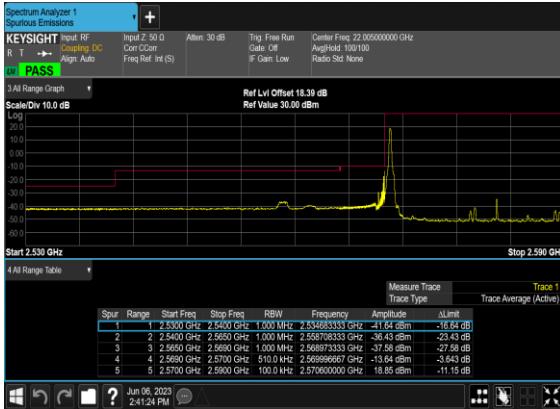 Spectrum Analyzer 1
Spurious Emissions
KEYSIGHT
R T
Input: RF
Coupling: DC
Align: Auto
Input Z: 50 Ω
Corr CCorr
Freq Ref: Int (S)
Atten: 30 dB
Trig: Free Run
Gate: Off
IF Gain: Low
Center Freq: 22.005000000 GHz
Avg|Hold: 100/100
Radio Std: None
PASS
3 All Range Graph
Scale/Div 10.0 dB
Ref Lvl Offset 18.39 dB
Ref Value 30.00 dBm
Log
20.0
10.0
0.00
-10.0
-20.0
-30.0
-40.0
-50.0
-60.0
Start 2.530 GHz
Stop 2.590 GH
4 All Range Table
Measure Trace Trace 1
Trace Type Trace Average (Active)
Spur Range Start Freq Stop Freq RBW Frequency Amplitude ΔLimit
1 1 2.5300 GHz 2.5400 GHz 1.000 MHz 2.534683333 GHz -41.64 dBm -16.64 dB
2 2 2.5400 GHz 2.5650 GHz 1.000 MHz 2.558708333 GHz -36.43 dBm -23.43 dB
3 3 2.5650 GHz 2.5690 GHz 1.000 MHz 2.568973333 GHz -37.58 dBm -27.58 dB
4 4 2.5690 GHz 2.5700 GHz 510.0 kHz 2.569996667 GHz -13.64 dBm -3.643 dB
5 5 2.5700 GHz 2.5900 GHz 100.0 kHz 2.570600000 GHz 18.85 dBm -11.15 dB
Jun 06, 2023
2:41:24 PM